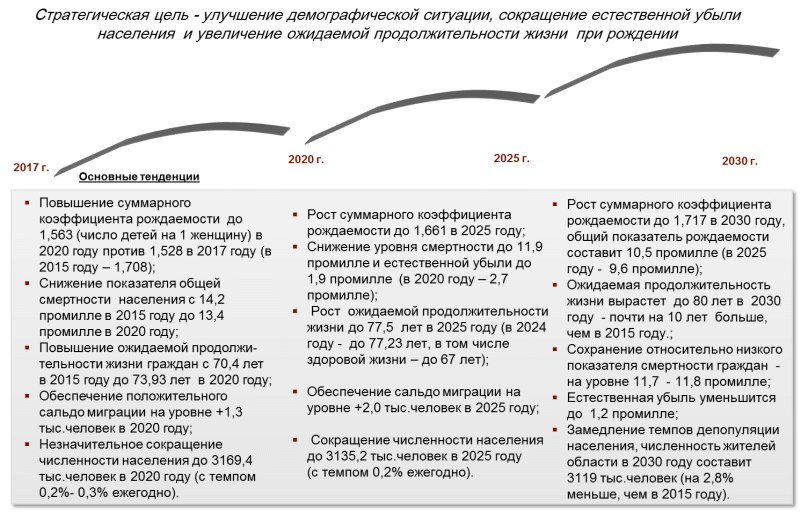 Стратегическая цель - улучшение демографической ситуации, сокращение естественной убыли
населения и увеличение ожидаемой продолжительности жизни при рождении
2017 г.
2020 г.
2025 г.
2030 г.
Основные тенденции
Повышение суммарного
коэффициента рождаемости до
1,563 (число детей на 1 женщину) в
2020 году против 1,528 в 2017 году (в
2015 году – 1,708);
Снижение показателя общей
смертности населения с 14,2
промилле в 2015 году до 13,4
промилле в 2020 году;
Повышение ожидаемой продолжи-
тельности жизни граждан с 70,4 лет
в 2015 году до 73,93 лет в 2020 году;
Обеспечение положительного
сальдо миграции на уровне +1,3
тыс.человек в 2020 году;
Незначительное сокращение
численности населения до 3169,4
тыс.человек в 2020 году (с темпом
0,2%- 0,3% ежегодно).
Рост суммарного коэффициента
рождаемости до 1,661 в 2025 году;
Снижение уровня смертности до 11,9
промилле и естественной убыли до
1,9 промилле (в 2020 году – 2,7
промилле);
Рост ожидаемой продолжительности
жизни до 77,5 лет в 2025 году (в 2024
году - до 77,23 лет, в том числе
здоровой жизни – до 67 лет);
Обеспечение сальдо миграции на
уровне +2,0 тыс.человек в 2025 году;
Сокращение численности населения
до 3135,2 тыс.человек в 2025 году
(с темпом 0,2% ежегодно).
Рост суммарного коэффициента
рождаемости до 1,717 в 2030 году,
общий показатель рождаемости
составит 10,5 промилле (в 2025
году - 9,6 промилле);
Ожидаемая продолжительность
жизни вырастет до 80 лет в 2030
году - почти на 10 лет больше,
чем в 2015 году.;
Сохранение относительно низкого
показателя смертности граждан -
на уровне 11,7 - 11,8 промилле;
Естественная убыль уменьшится
до 1,2 промилле;
Замедление темпов депопуляции
населения, численность жителей
области в 2030 году составит
3119 тыс.человек (на 2,8%
меньше, чем в 2015 году).